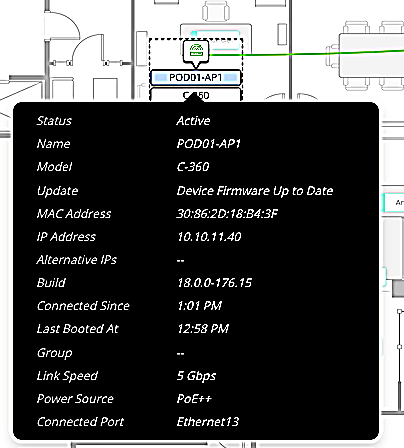 POD01-AP1
C-360
Status Active
Name POD01-AP1
Model C-360
Update Device Firmware Up to Date
MAC Address 30:86:2D:18:B4:3F
IP Address 10.10.11.40
Alternative IPs --
Build 18.0.0-176.15
Connected Since 1:01 PM
Last Booted At 12:58 PM
Group --
Link Speed 5 Gbps
Power Source PoE++
Connected Port Ethernet13